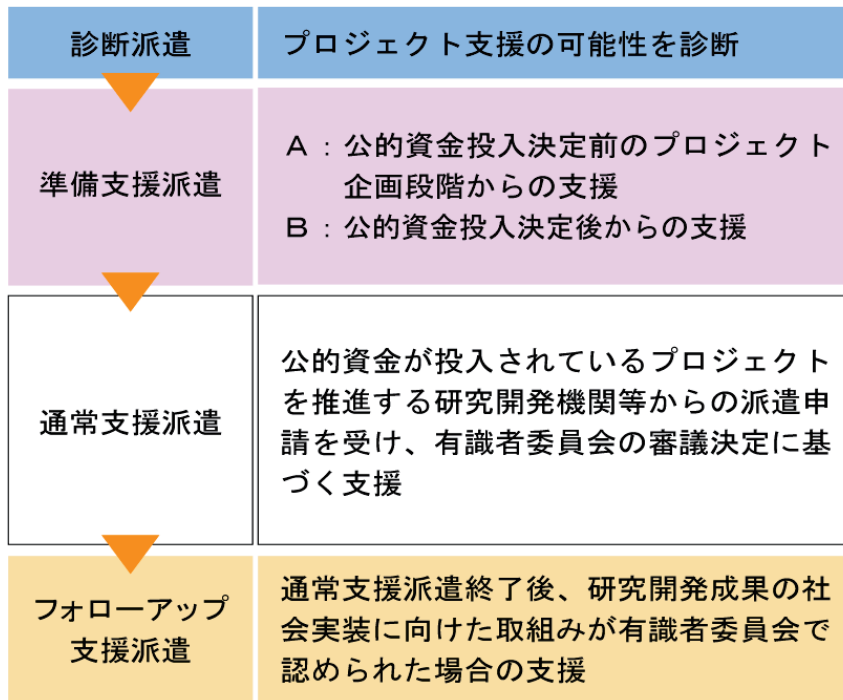 診断派遣
プロジェクト支援の可能性を診断
準備支援派遣
A：公的資金投入決定前のプロジェクト
企画段階からの支援
B：公的資金投入決定後からの支援
通常支援派遣
公的資金が投入されているプロジェクト
を推進する研究開発機関等からの派遣申
請を受け、有識者委員会の審議決定に基
づく支援
フォローアップ
支援派遣
通常支援派遣終了後、研究開発成果の社
会実装に向けた取組みが有識者委員会で
認められた場合の支援